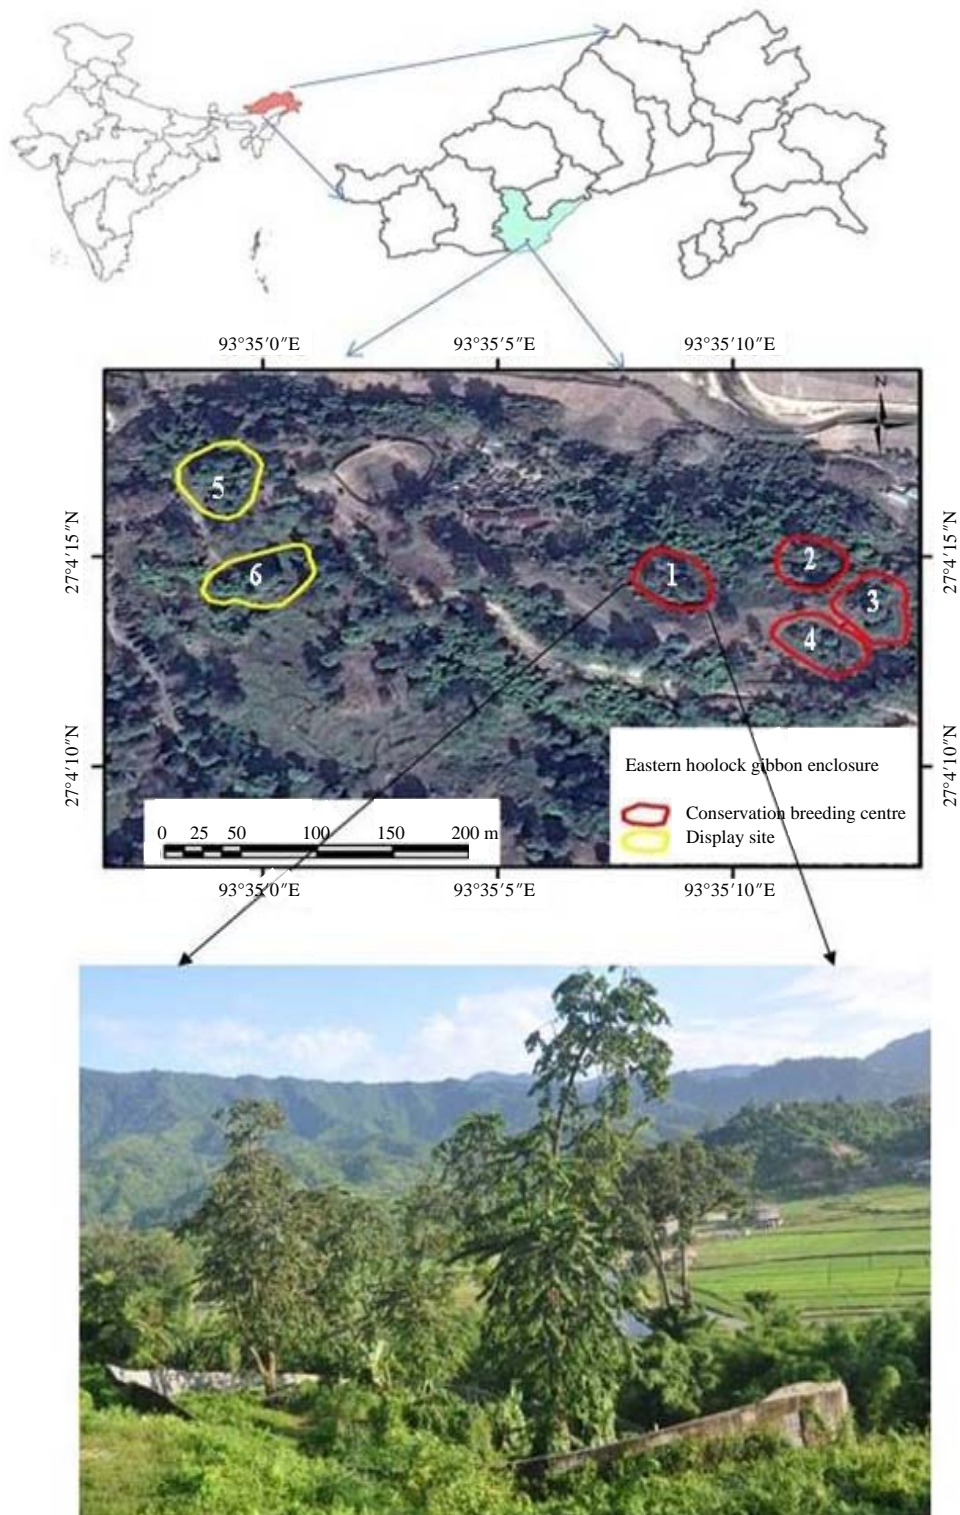 93°35′0″E 93°35′5″E 93°35′10″E
N
5
27°4′15″N
27°4′15″N
2
6
1
3
4
27°4′10″N
27°4′10″N
Eastern hoolock gibbon enclosure
Conservation breeding centre
Display site
0 25 50 100 150 200 m
93°35′0″E 93°35′5″E 93°35′10″E